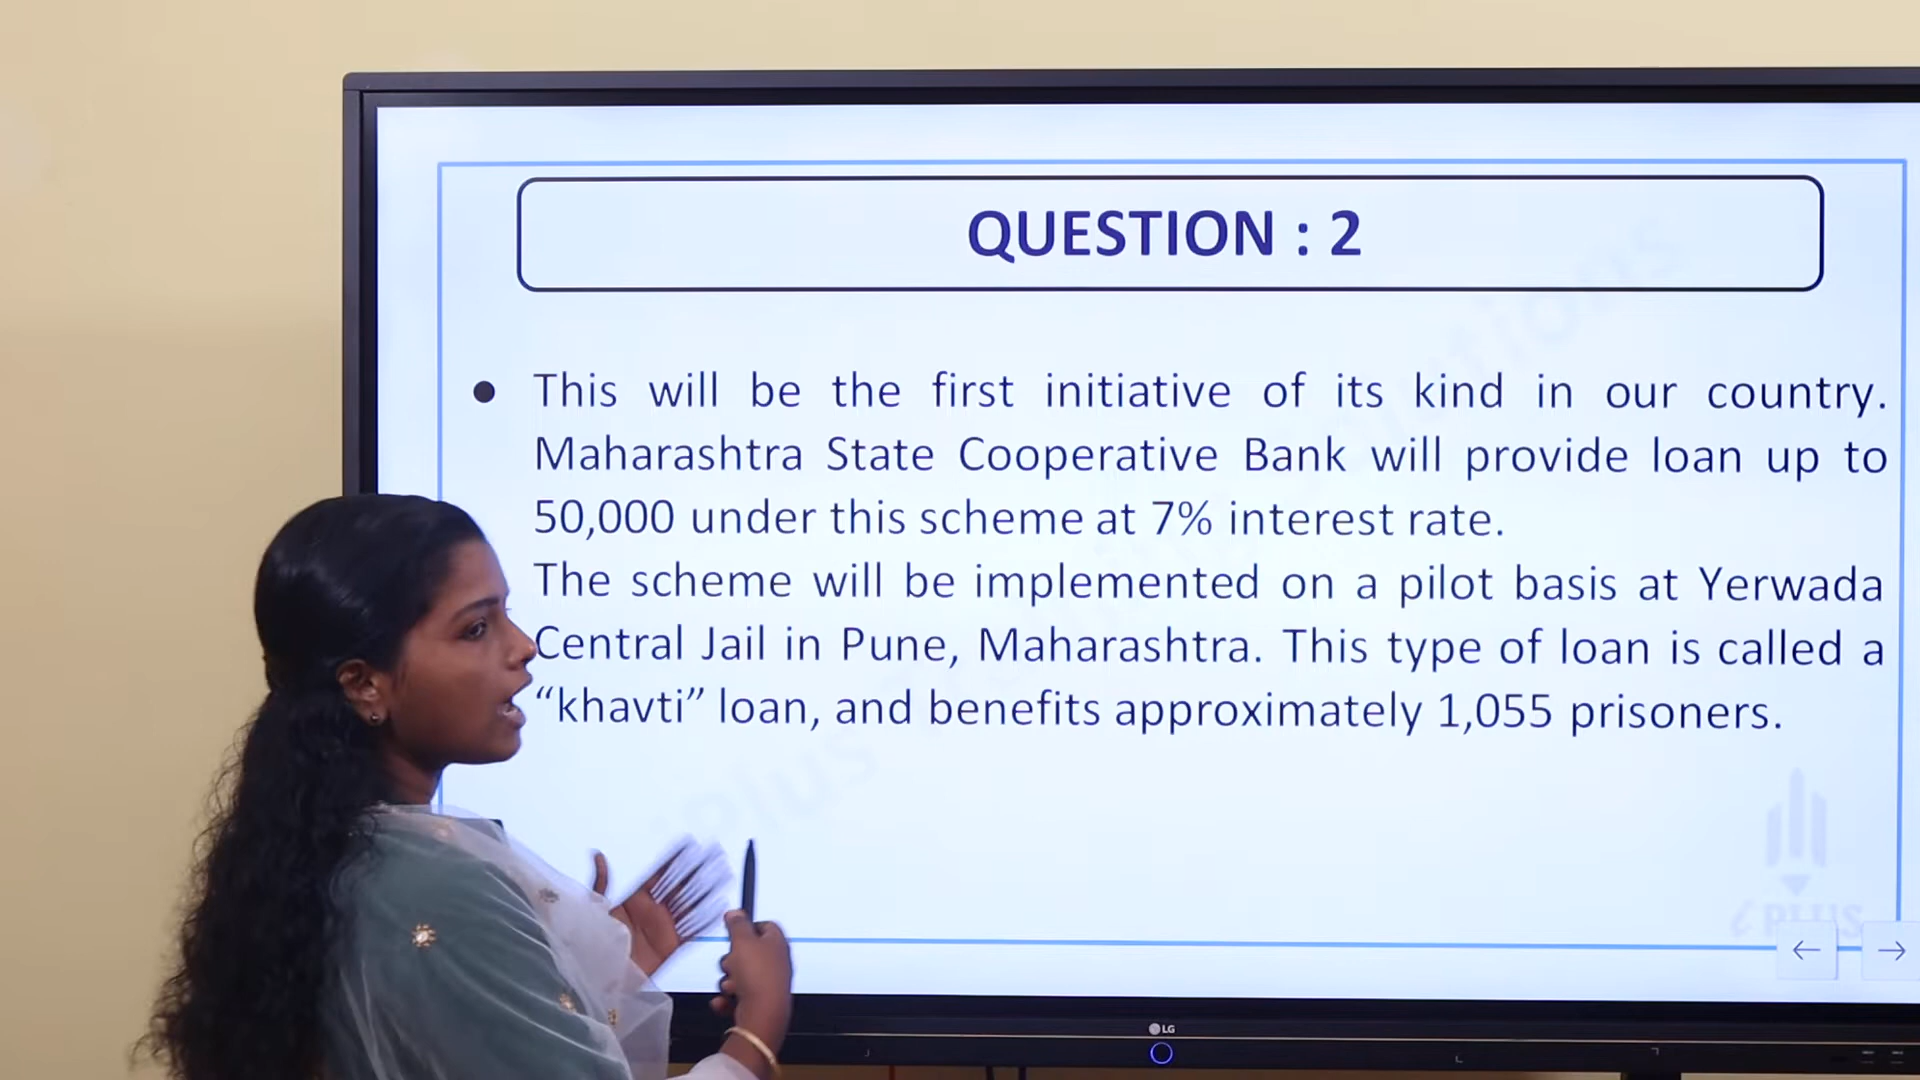 QUESTION : 2
● This will be the first initiative of its kind in our country.
Maharashtra State Cooperative Bank will provide loan up to
50,000 under this scheme at 7% interest rate.
The scheme will be implemented on a pilot basis at Yerwada
Central Jail in Pune, Maharashtra. This type of loan is called a
“khavti” loan, and benefits approximately 1,055 prisoners.
iPLUS
LG